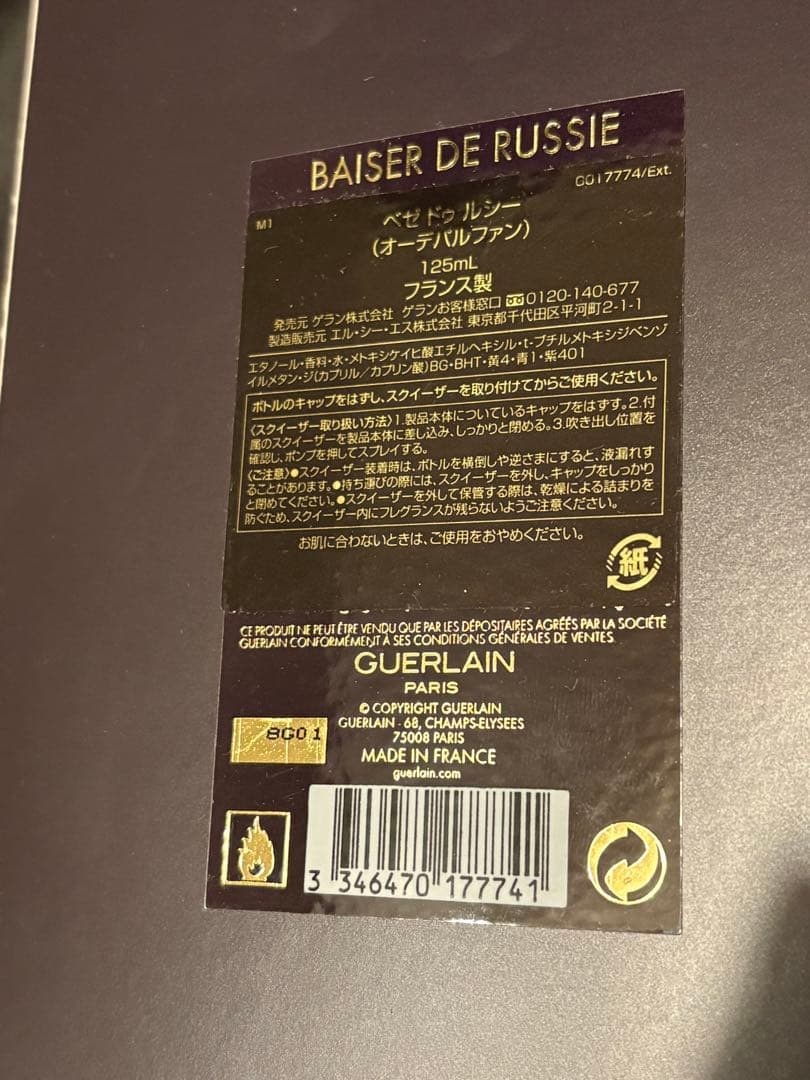 BAISER DE RUSSIE
G017774/Ext.
M1
ベゼ ドゥ ルシー
(オーデパルファン)
125mL
フランス製
発売元 ゲラン株式会社 ゲランお客様窓口 0120-140-677
製造販売元 エル・シー・エス株式会社 東京都千代田区平河町2-1-1
エタノール・香料・水・メトキシケイヒ酸エチルヘキシル・t-ブチルメトキシジベンゾ
イルメタン・ジ(カプリル/カプリン酸)BG・BHT・黄4・青1・紫401
ボトルのキャップをはずし、スクイーザーを取り付けてからご使用ください。
〈スクイーザー取り扱い方法〉1.製品本体についているキャップをはずす。2.付
属のスクイーザーを製品本体に差し込み、しっかりと閉める。3.吹き出し位置を
確認し、ポンプを押してスプレイする。
〈ご注意〉●スクイーザー装着時は、ボトルを横倒しや逆さまにすると、液漏れす
ることがあります。●持ち運びの際には、スクイーザーを外し、キャップをしっかり
と閉めてください。●スクイーザーを外して保管する際は、乾燥による詰まりを
防ぐため、スクイーザー内にフレグランスが残らないようご注意ください。
お肌に合わないときは、ご使用をおやめください。
紙
CE PRODUIT NE PEUT ÊTRE VENDU QUE PAR LES DÉPOSITAIRES AGRÉÉS PAR LA SOCIÉTÉ
GUERLAIN CONFORMÉMENT À SES CONDITIONS GÉNÉRALES DE VENTES
GUERLAIN
PARIS
© COPYRIGHT GUERLAIN
GUERLAIN - 68, CHAMPS-ELYSEES
75008 PARIS
MADE IN FRANCE
guerlain.com
8G01
3 346470 177741